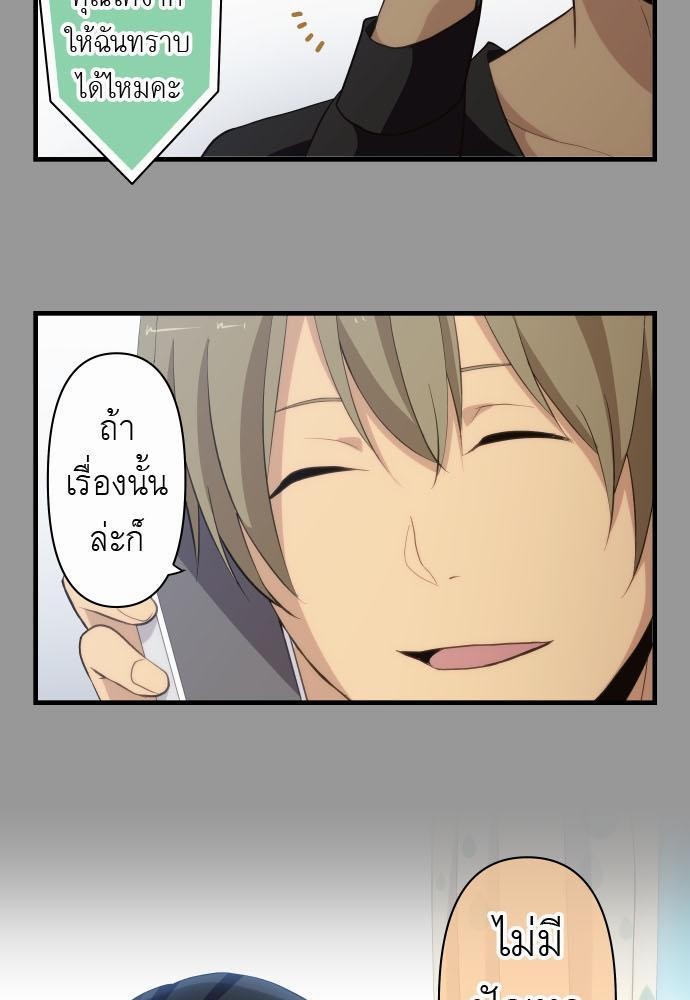 ให้ฉันทราบ
ได้ไหมคะ
ถ้า
เรื่องนั้น
ล่ะก็
ไม่มี